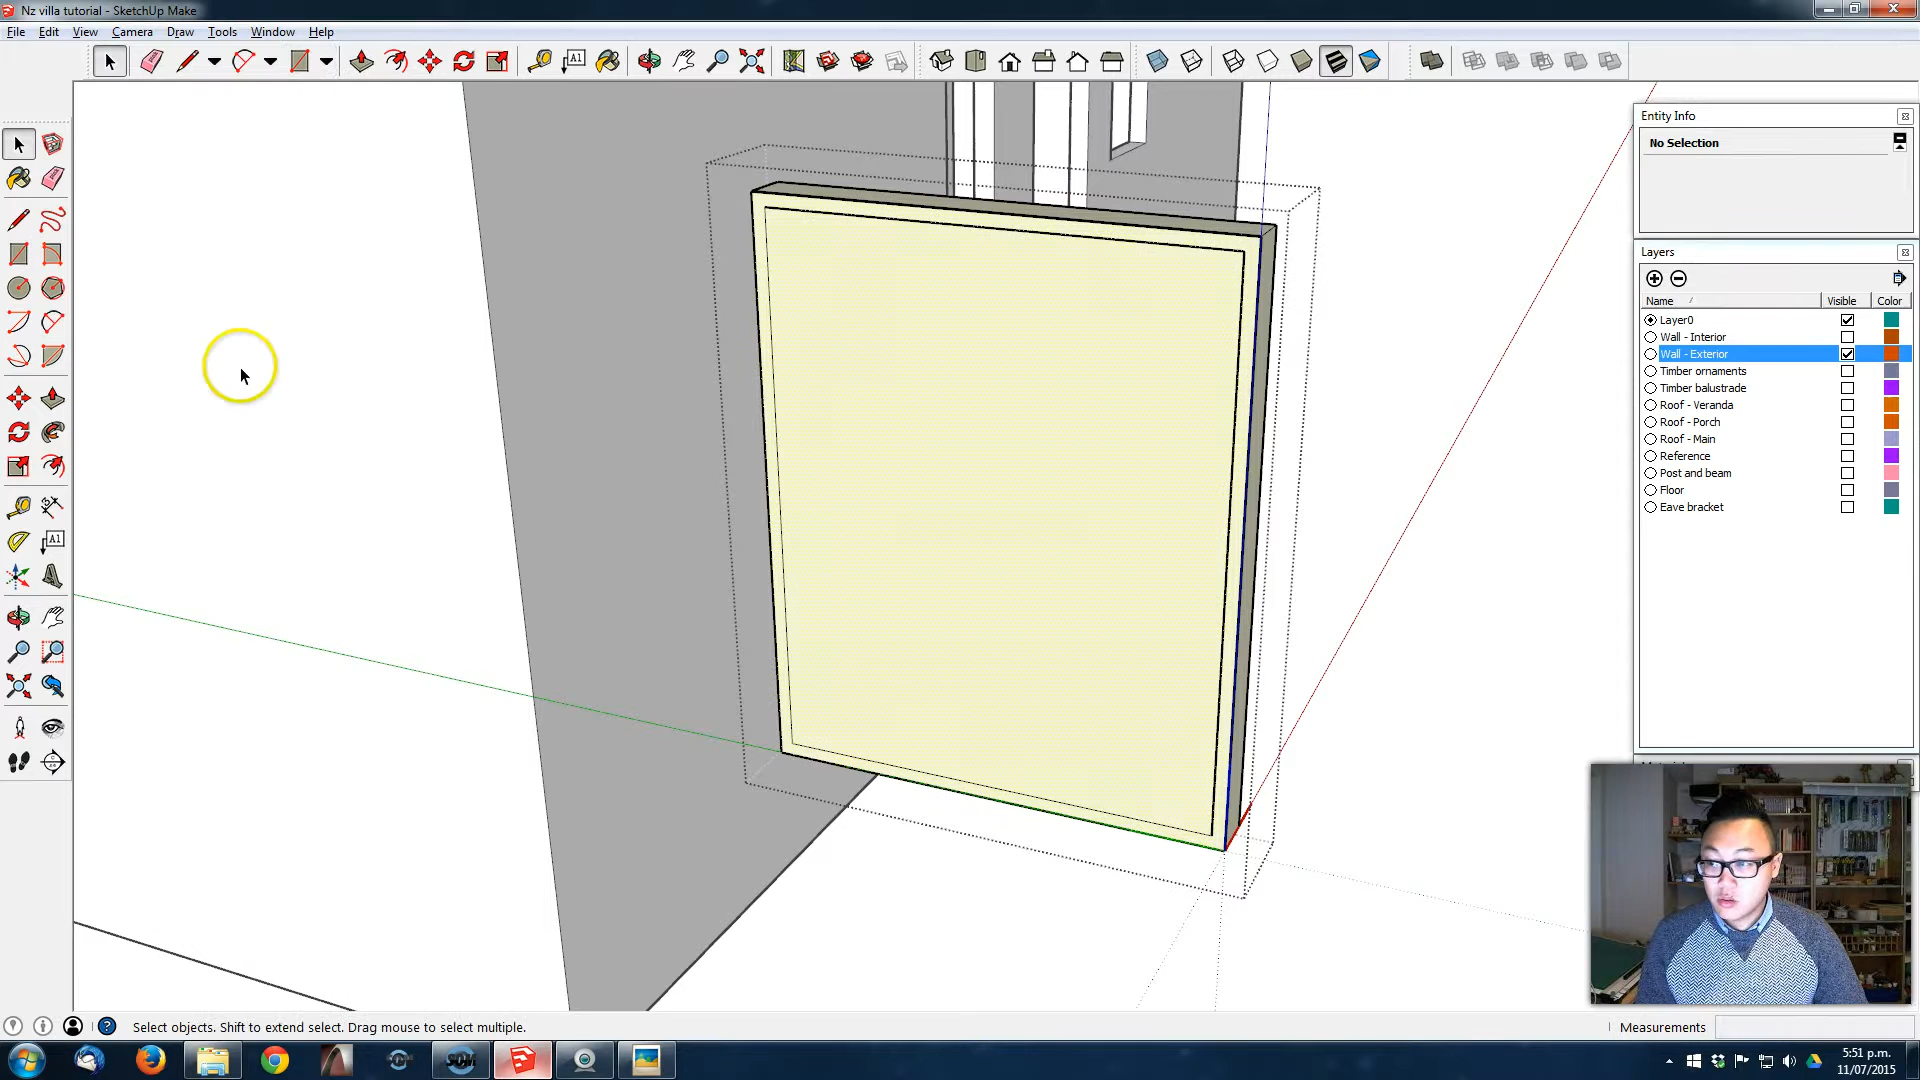 Nz villa tutorial - SketchUp Make
File Edit View Camera Draw Tools Window Help
A1
Entity Info
No Selection
Layers
Name Visible Color
Layer0
Wall - Interior
Wall - Exterior
Timber ornaments
Timber balustrade
Roof - Veranda
Roof - Porch
Roof - Main
Reference
Post and beam
Floor
Eave bracket
A1
Select objects. Shift to extend select. Drag mouse to select multiple.
Measurements
5:51 p.m.
11/07/2015